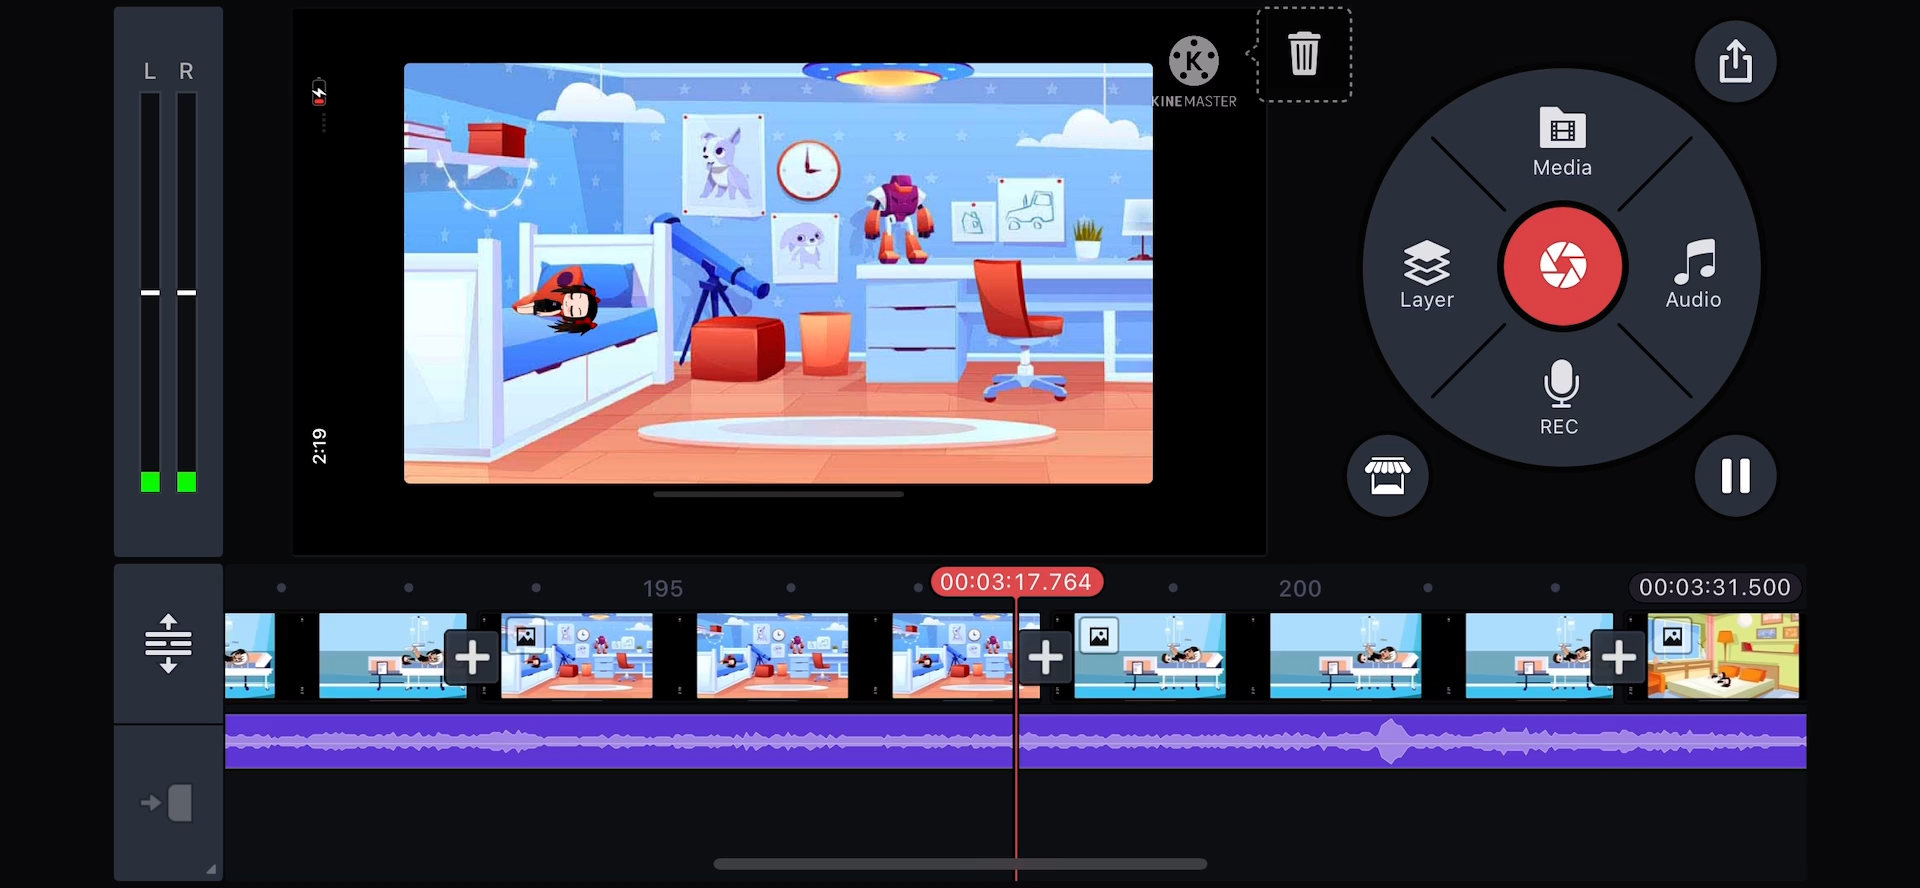 L R
KINEMASTER
2:19
Media
Layer
Audio
REC
195
00:03:17.764
200
00:03:31.500